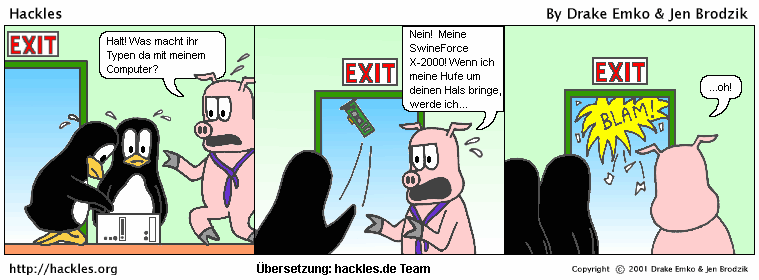 Hackles
By Drake Emko & Jen Brodzik
EXIT
Halt! Was macht ihr
Typen da mit meinem
Computer?
EXIT
Nein! Meine
SwineForce
X-2000! Wenn ich
meine Hufe um
deinen Hals bringe,
werde ich...
EXIT
BLAM!
...oh!
http://hackles.org
Übersetzung: hackles.de Team
Copyright © 2001 Drake Emko & Jen Brodzik